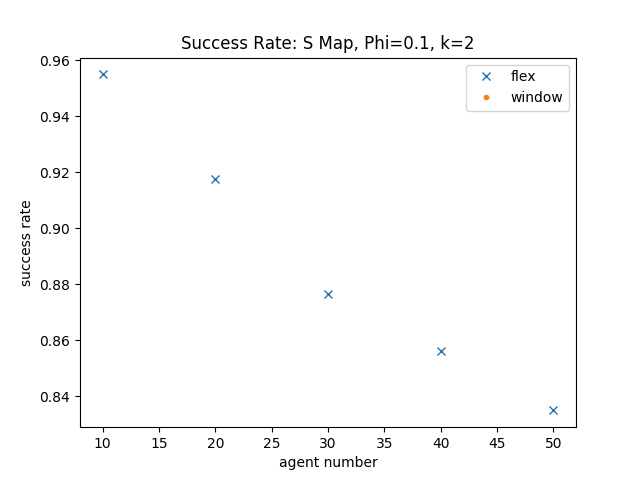 Success Rate: S Map, Phi=0.1, k=2
flex
window
success rate
0.96
0.94
0.92
0.90
0.88
0.86
0.84
10 15 20 25 30 35 40 45 50
agent number